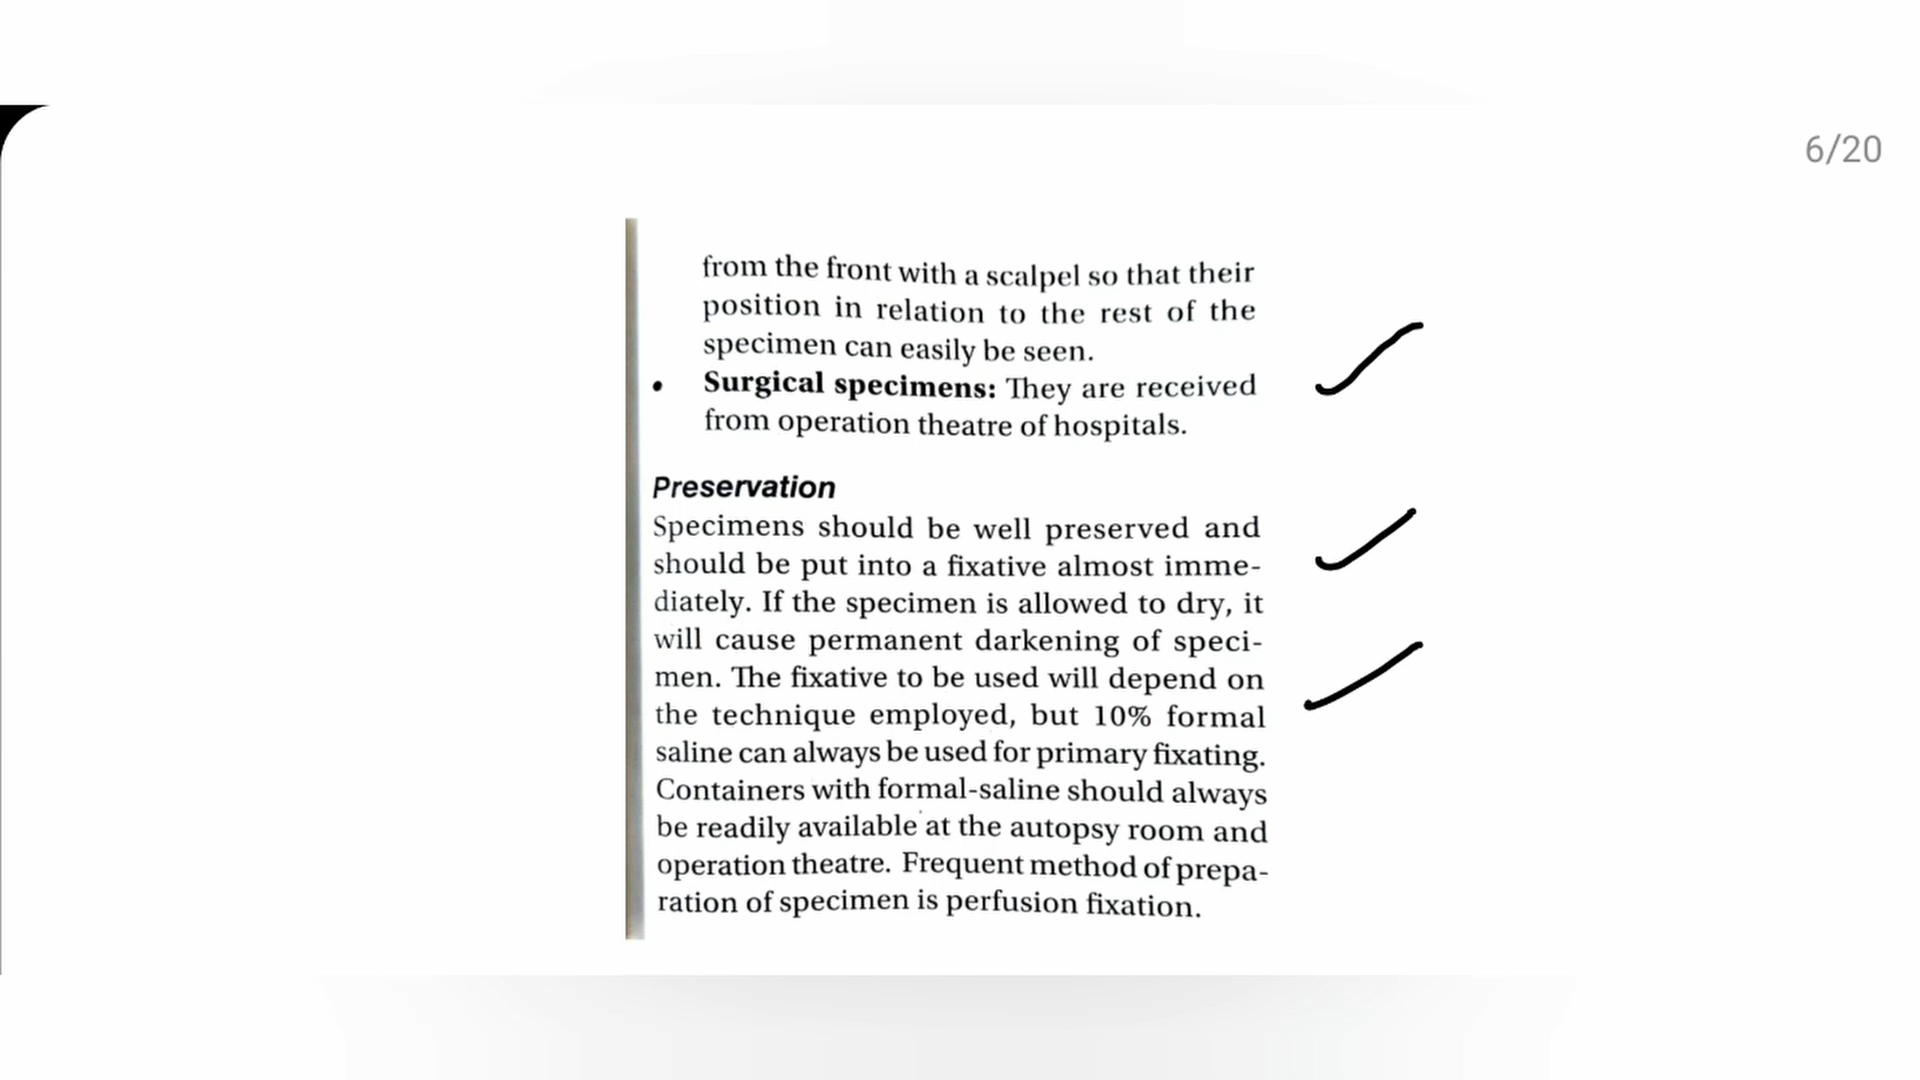 6/20
from the front with a scalpel so that their
position in relation to the rest of the
specimen can easily be seen.
• Surgical specimens: They are received
from operation theatre of hospitals.
Preservation
Specimens should be well preserved and
should be put into a fixative almost imme-
diately. If the specimen is allowed to dry, it
will cause permanent darkening of speci-
men. The fixative to be used will depend on
the technique employed, but 10% formal
saline can always be used for primary fixating.
Containers with formal-saline should always
be readily available at the autopsy room and
operation theatre. Frequent method of prepa-
ration of specimen is perfusion fixation.